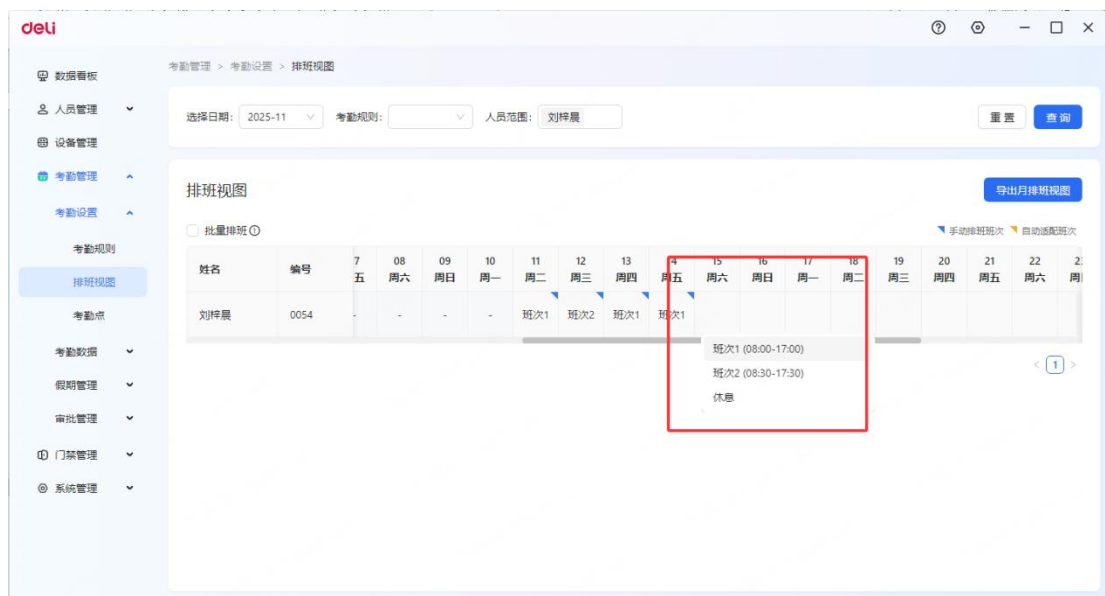 deli
数据看板
人员管理
设备管理
考勤管理
考勤设置
考勤规则
排班视图
考勤点
考勤数据
假期管理
审批管理
门禁管理
系统管理
考勤管理 > 考勤设置 > 排班视图
选择日期: 2025-11 考勤规则: 人员范围: 刘梓晨 重置 查询
排班视图 导出月排班视图
批量排班 手动排班班次 自动适配班次
姓名 编号 7 08 09 10 11 12 13 4 15 16 17 18 19 20 21 22
五 周六 周日 周一 周二 周三 周四 周五 周六 周日 周一 周二 周三 周四 周五 周六 周
刘梓晨 0054 - - - - 班次1 班次2 班次1 班次1
班次1 (08:00-17:00)
班次2 (08:30-17:30)
休息
< 1 >